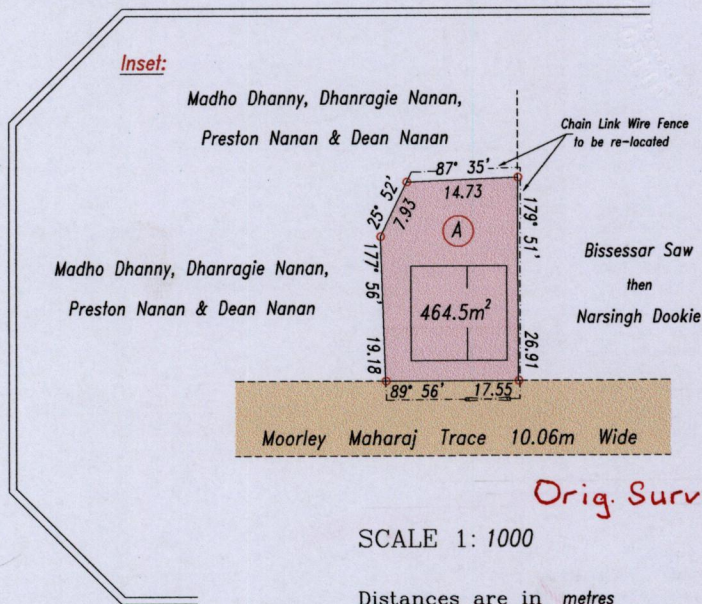 Inset:
Madho Dhanny, Dhanragie Nanan,
Preston Nanan & Dean Nanan
Chain Link Wire Fence
to be re-located
87° 35'
14.73
25° 52'
7.93
A
179° 51'
26.91
Madho Dhanny, Dhanragie Nanan,
Preston Nanan & Dean Nanan
177° 56'
19.18
464.5m²
Bissessar Saw
then
Narsingh Dookie
89° 56'
17.55
Moorley Maharaj Trace 10.06m Wide
Orig. Surv
SCALE 1: 1000
Distances are in metres